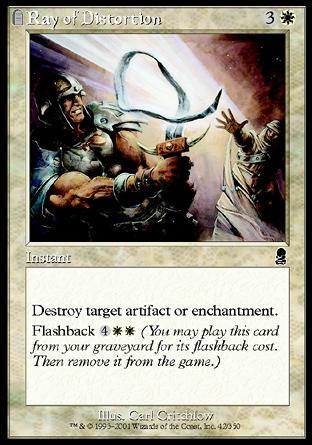 Ray of Distortion 3
Instant
Destroy target artifact or enchantment.
Flashback 4 (You may play this card
from your graveyard for its flashback cost.
Then remove it from the game.)
Illus. Carl Critchlow
™ & © 1993-2001 Wizards of the Coast, Inc. 42/350